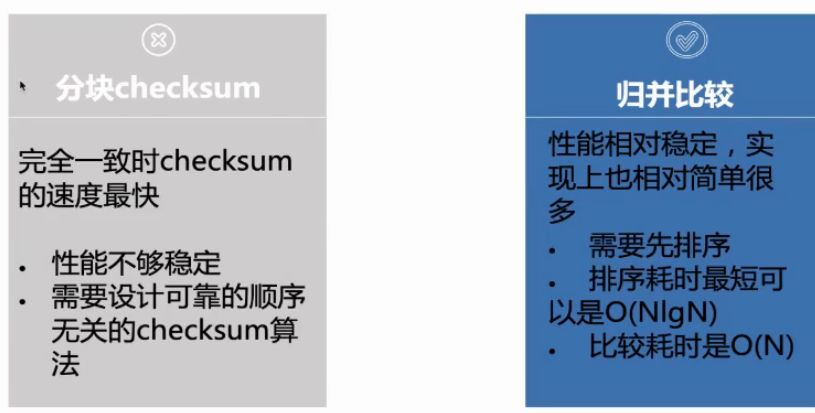 分块checksum
完全一致时checksum
的速度最快
• 性能不够稳定
• 需要设计可靠的顺序
无关的checksum算
法
归并比较
性能相对稳定，实
现上也相对简单很
多
• 需要先排序
• 排序耗时最短可
以是O(NlgN)
• 比较耗时是O(N)